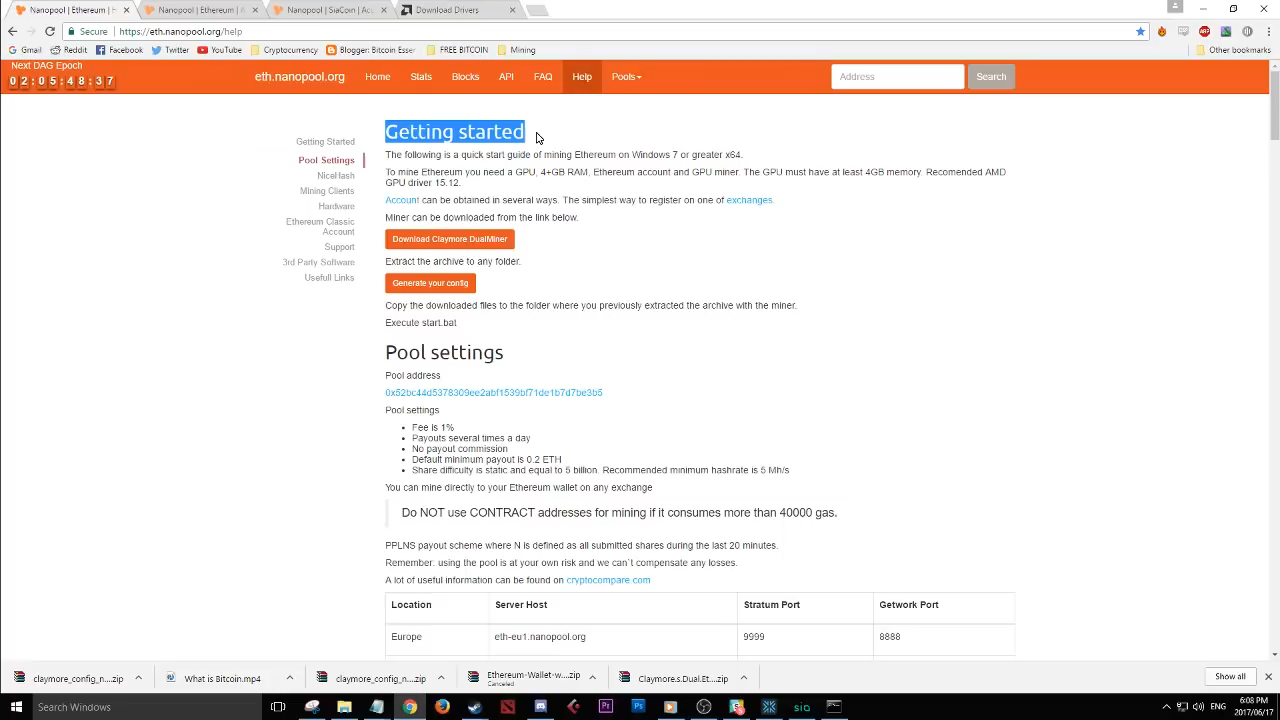 Nanopool | Ethereum | F
Nanopool | Ethereum | A
Nanopool | SiaCoin | Acc
Download Drivers
Secure
https://eth.nanopool.org/help
Gmail
Reddit
Facebook
Twitter
YouTube
Cryptocurrency
Blogger: Bitcoin Esser
FREE BITCOIN
Mining
Other bookmarks
Next DAG Epoch
02:05:48:37
eth.nanopool.org
Home
Stats
Blocks
API
FAQ
Help
Pools
Address
Search
Getting Started
Pool Settings
NiceHash
Mining Clients
Hardware
Ethereum Classic
Account
Support
3rd Party Software
Usefull Links
Getting started
The following is a quick start guide of mining Ethereum on Windows 7 or greater x64.
To mine Ethereum you need a GPU, 4+GB RAM, Ethereum account and GPU miner. The GPU must have at least 4GB memory. Recomended AMD
GPU driver 15.12.
Account can be obtained in several ways. The simplest way to register on one of exchanges.
Miner can be downloaded from the link below.
Download Claymore DualMiner
Extract the archive to any folder.
Generate your config
Copy the downloaded files to the folder where you previously extracted the archive with the miner.
Execute start.bat
Pool settings
Pool address
0x52bc44d5378309ee2abf1539bf71de1b7d7be3b5
Pool settings
• Fee is 1%
• Payouts several times a day
• No payout commission
• Default minimum payout is 0.2 ETH
• Share difficulty is static and equal to 5 billion. Recommended minimum hashrate is 5 Mh/s
You can mine directly to your Ethereum wallet on any exchange
Do NOT use CONTRACT addresses for mining if it consumes more than 40000 gas.
PPLNS payout scheme where N is defined as all submitted shares during the last 20 minutes.
Remember: using the pool is at your own risk and we can`t compensate any losses.
A lot of useful information can be found on cryptocompare.com
Location
Server Host
Stratum Port
Getwork Port
Europe
eth-eu1.nanopool.org
9999
8888
claymore_config_n....zip
What is Bitcoin.mp4
claymore_config_n....zip
Ethereum-Wallet-w....zip
Canceled
Claymore.s.Dual.Et....zip
Show all
Search Windows
sia
ENG
6:08 PM
2017/06/17